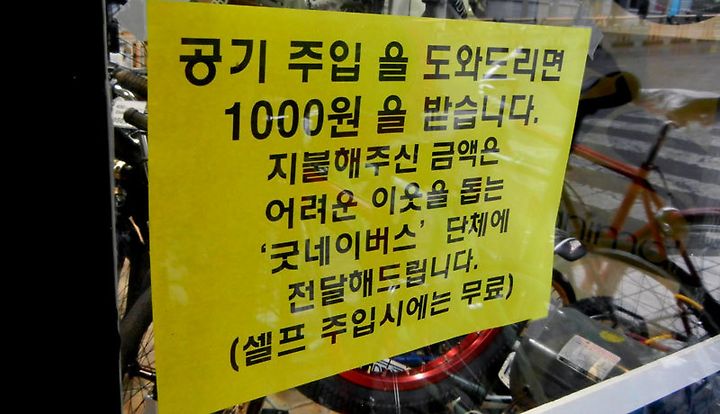 공기 주입 을 도와드리면
1000원 을 받습니다.
지불해주신 금액은
어려운 이웃을 돕는
‘굿네이버스’ 단체에
전달해드립니다.
(셀프 주입시에는 무료)